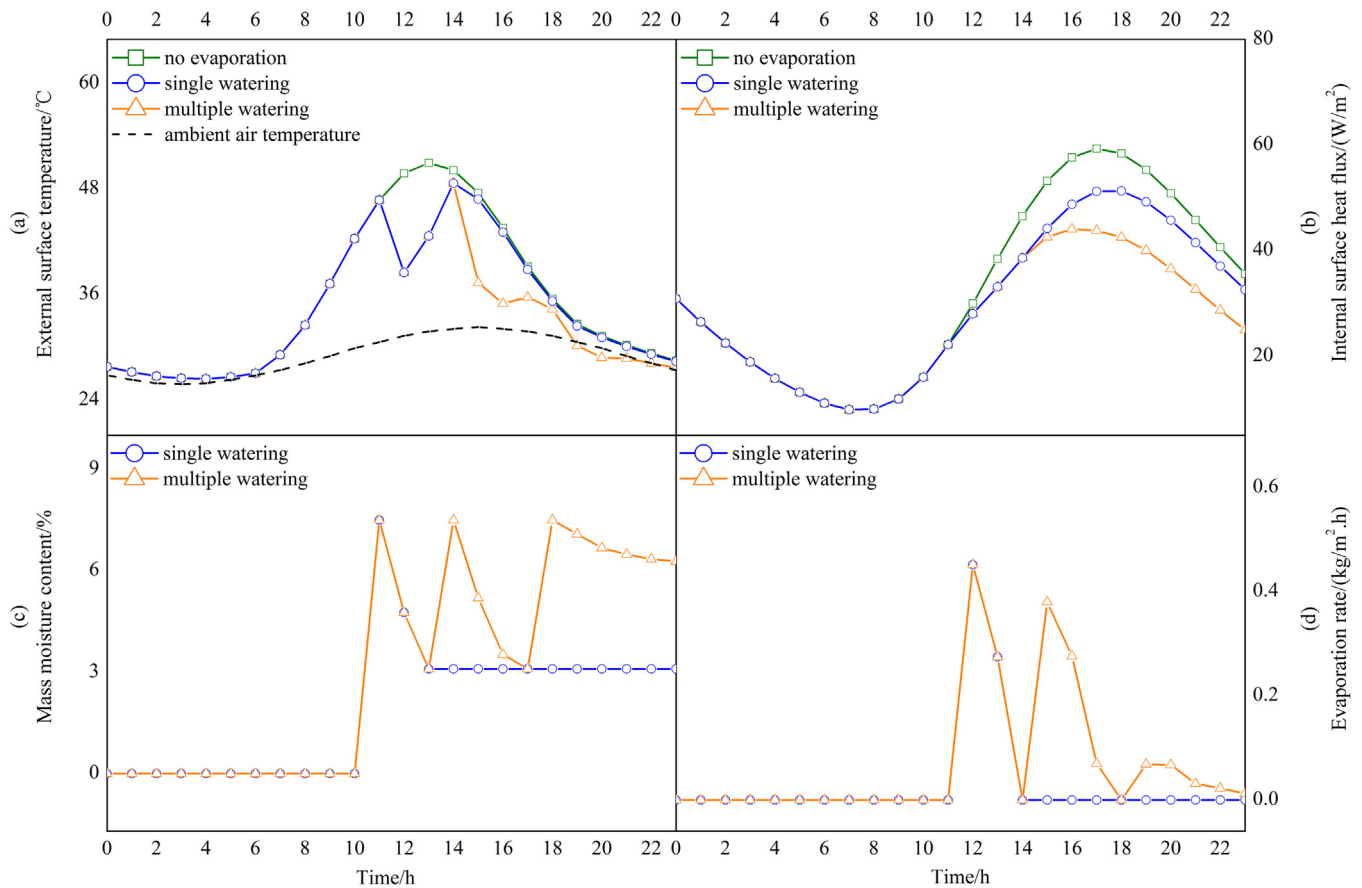 0 2 4 6 8 10 12 14 16 18 20 22 0 2 4 6 8 10 12 14 16 18 20 22
(a)
External surface temperature/℃
60
48
36
24
no evaporation
single watering
multiple watering
ambient air temperature
no evaporation
single watering
multiple watering
80
60
40
20
(b)
Internal surface heat flux/(W/m²)
(c)
Mass moisture content/%
9
6
3
0
single watering
multiple watering
single watering
multiple watering
0.6
0.4
0.2
0.0
(d)
Evaporation rate/(kg/m².h)
0 2 4 6 8 10 12 14 16 18 20 22 0 2 4 6 8 10 12 14 16 18 20 22
Time/h Time/h